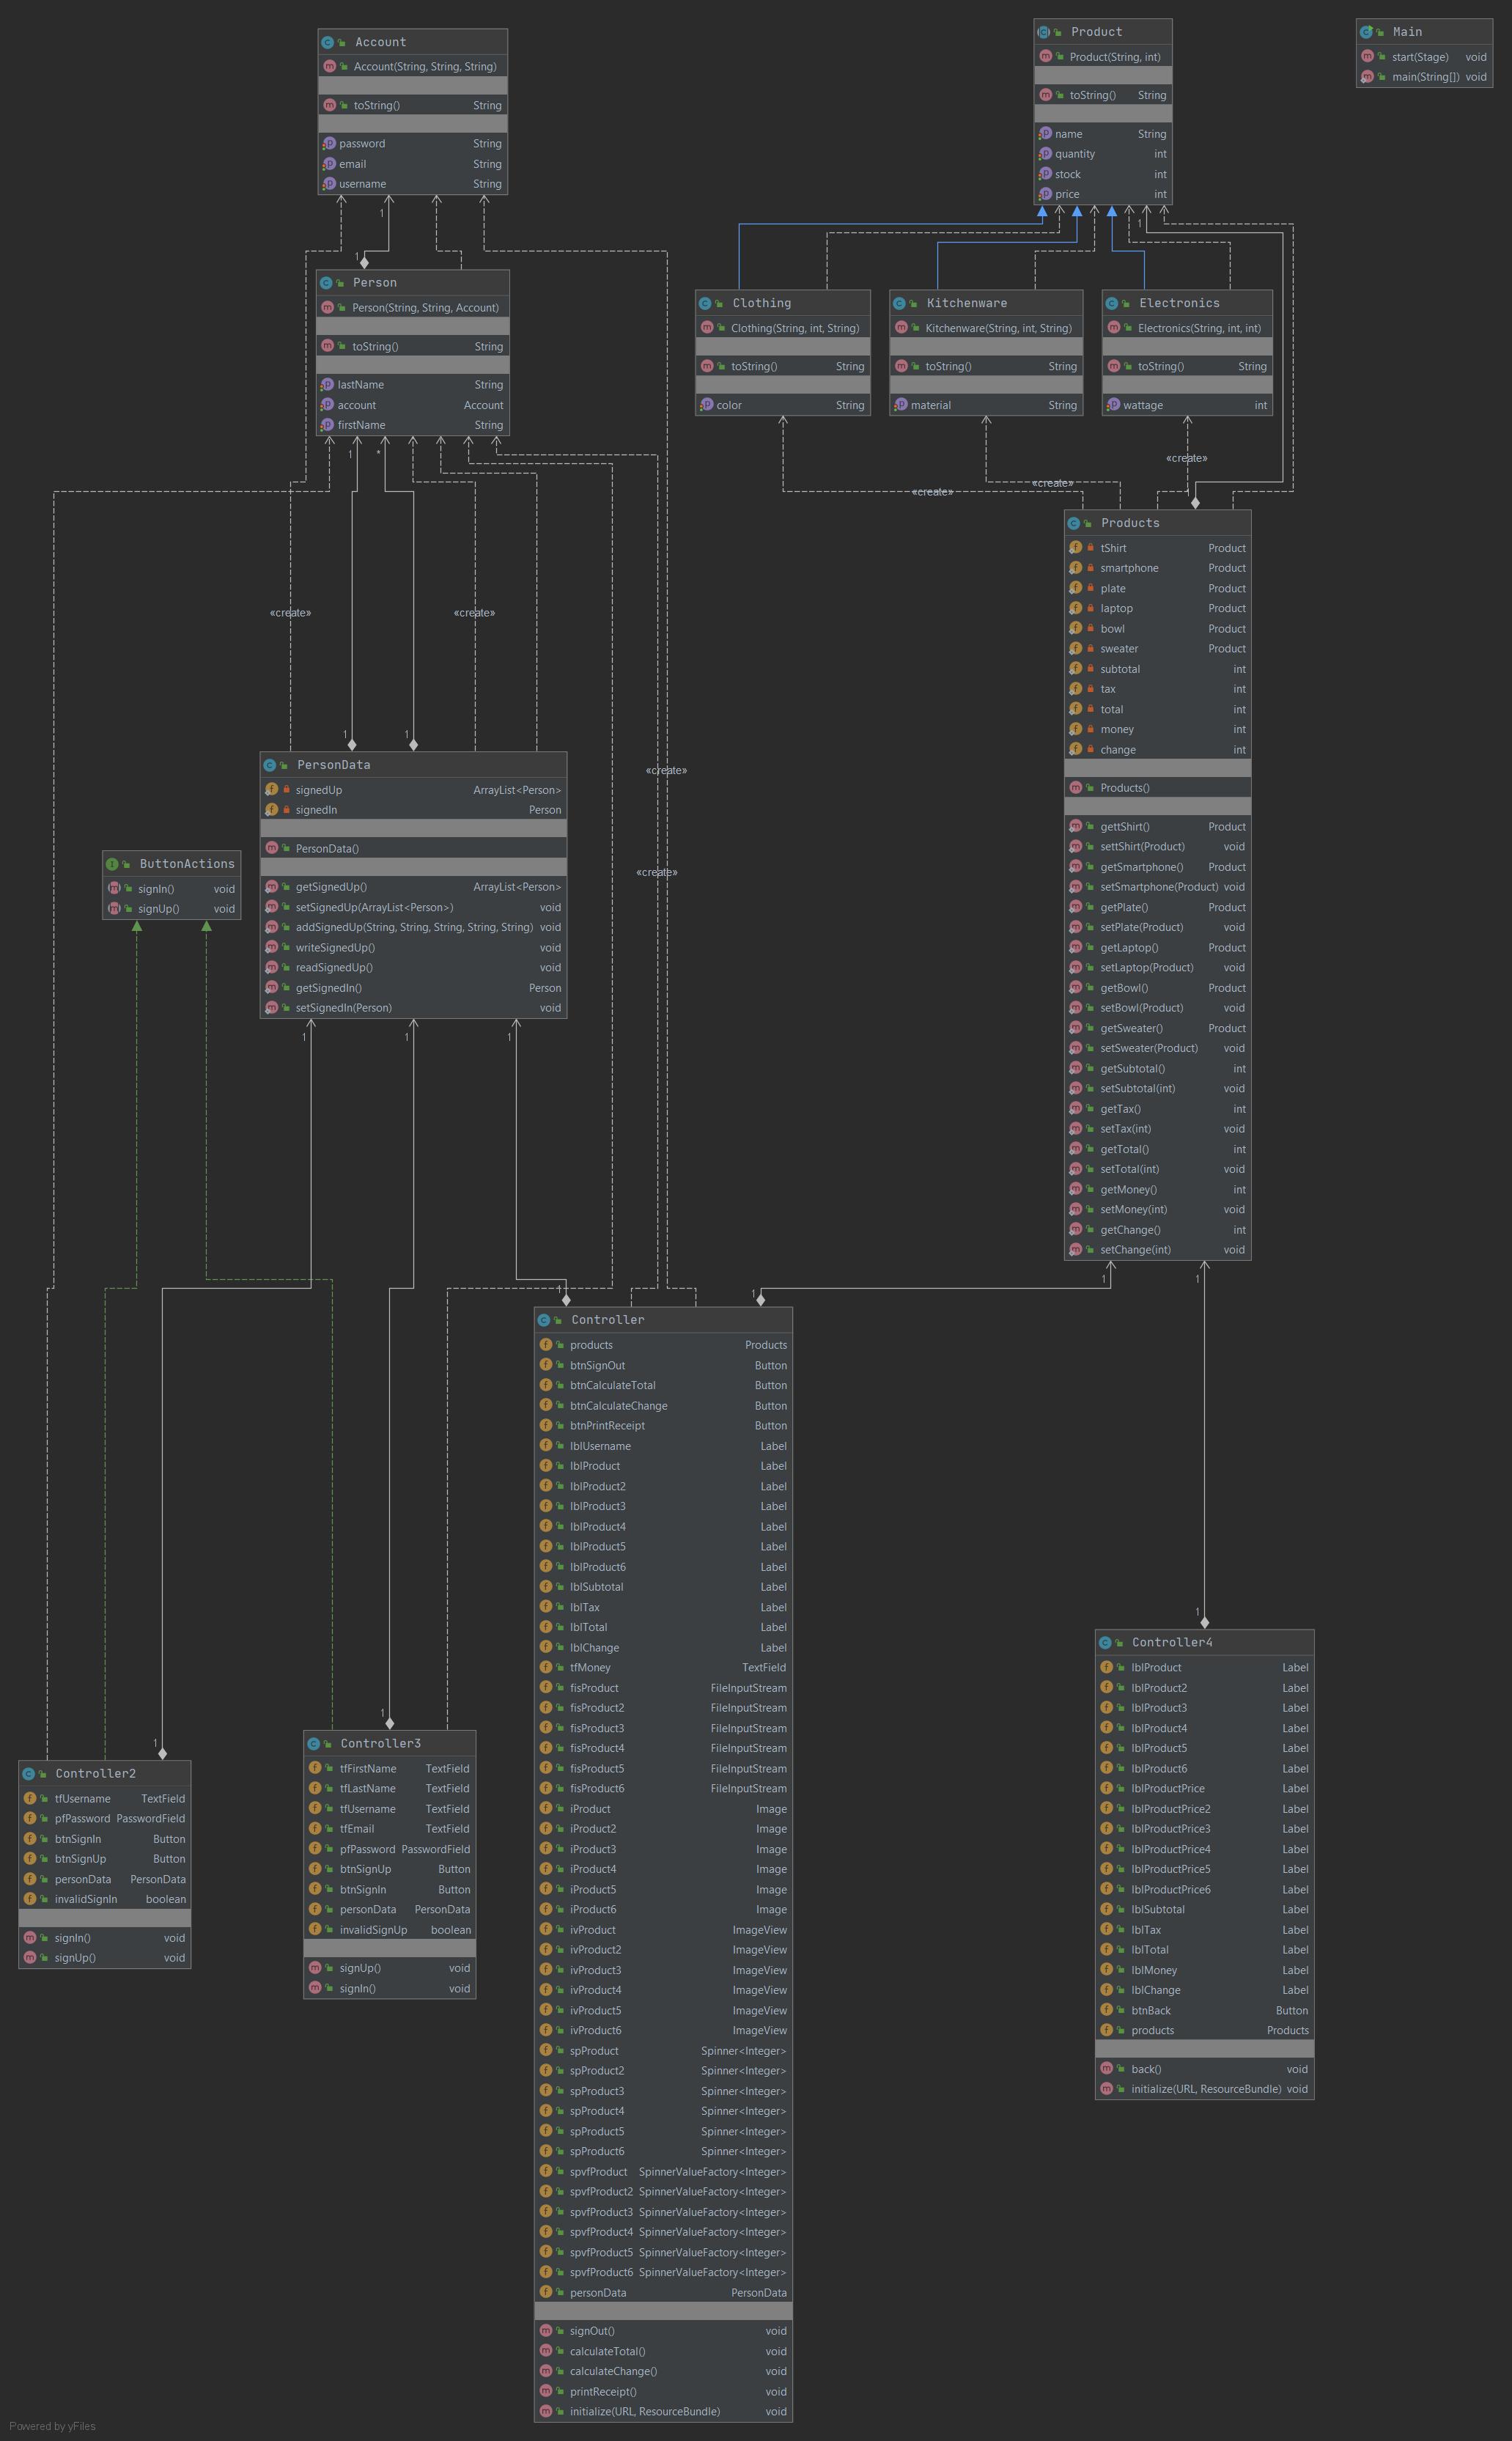 Account
Account(String, String, String)
toString() String
password String
email String
username String
Product
Product(String, int)
toString() String
name String
quantity int
stock int
price int
Main
start(Stage) void
main(String[]) void
1
1
1
Person
Person(String, String, Account)
toString() String
lastName String
account Account
firstName String
Clothing
Clothing(String, int, String)
toString() String
color String
Kitchenware
Kitchenware(String, int, String)
toString() String
material String
Electronics
Electronics(String, int, int)
toString() String
wattage int
1
*
«create»
«create»
«create»
Products
tShirt Product
smartphone Product
plate Product
laptop Product
bowl Product
sweater Product
subtotal int
tax int
total int
money int
change int
Products()
gettShirt() Product
settShirt(Product) void
getSmartphone() Product
setSmartphone(Product) void
getPlate() Product
setPlate(Product) void
getLaptop() Product
setLaptop(Product) void
getBowl() Product
setBowl(Product) void
getSweater() Product
setSweater(Product) void
getSubtotal() int
setSubtotal(int) void
getTax() int
setTax(int) void
getTotal() int
setTotal(int) void
getMoney() int
setMoney(int) void
getChange() int
setChange(int) void
«create»
«create»
1
1
«create»
«create»
PersonData
signedUp ArrayList<Person>
signedIn Person
PersonData()
getSignedUp() ArrayList<Person>
setSignedUp(ArrayList<Person>) void
addSignedUp(String, String, String, String, String) void
writeSignedUp() void
readSignedUp() void
getSignedIn() Person
setSignedIn(Person) void
ButtonActions
signIn() void
signUp() void
1
1
1
1
1
1
1
Controller
products Products
btnSignOut Button
btnCalculateTotal Button
btnCalculateChange Button
btnPrintReceipt Button
lblUsername Label
lblProduct Label
lblProduct2 Label
lblProduct3 Label
lblProduct4 Label
lblProduct5 Label
lblProduct6 Label
lblSubtotal Label
lblTax Label
lblTotal Label
lblChange Label
tfMoney TextField
fisProduct FileInputStream
fisProduct2 FileInputStream
fisProduct3 FileInputStream
fisProduct4 FileInputStream
fisProduct5 FileInputStream
fisProduct6 FileInputStream
iProduct Image
iProduct2 Image
iProduct3 Image
iProduct4 Image
iProduct5 Image
iProduct6 Image
ivProduct ImageView
ivProduct2 ImageView
ivProduct3 ImageView
ivProduct4 ImageView
ivProduct5 ImageView
ivProduct6 ImageView
spProduct Spinner<Integer>
spProduct2 Spinner<Integer>
spProduct3 Spinner<Integer>
spProduct4 Spinner<Integer>
spProduct5 Spinner<Integer>
spProduct6 Spinner<Integer>
spvfProduct SpinnerValueFactory<Integer>
spvfProduct2 SpinnerValueFactory<Integer>
spvfProduct3 SpinnerValueFactory<Integer>
spvfProduct4 SpinnerValueFactory<Integer>
spvfProduct5 SpinnerValueFactory<Integer>
spvfProduct6 SpinnerValueFactory<Integer>
personData PersonData
signOut() void
calculateTotal() void
calculateChange() void
printReceipt() void
initialize(URL, ResourceBundle) void
1
Controller4
lblProduct Label
lblProduct2 Label
lblProduct3 Label
lblProduct4 Label
lblProduct5 Label
lblProduct6 Label
lblProductPrice Label
lblProductPrice2 Label
lblProductPrice3 Label
lblProductPrice4 Label
lblProductPrice5 Label
lblProductPrice6 Label
lblSubtotal Label
lblTax Label
lblTotal Label
lblMoney Label
lblChange Label
btnBack Button
products Products
back() void
initialize(URL, ResourceBundle) void
1
Controller2
tfUsername TextField
pfPassword PasswordField
btnSignIn Button
btnSignUp Button
personData PersonData
invalidSignIn boolean
signIn() void
signUp() void
1
Controller3
tfFirstName TextField
tfLastName TextField
tfUsername TextField
tfEmail TextField
pfPassword PasswordField
btnSignUp Button
btnSignIn Button
personData PersonData
invalidSignUp boolean
signUp() void
signIn() void
Powered by yFiles